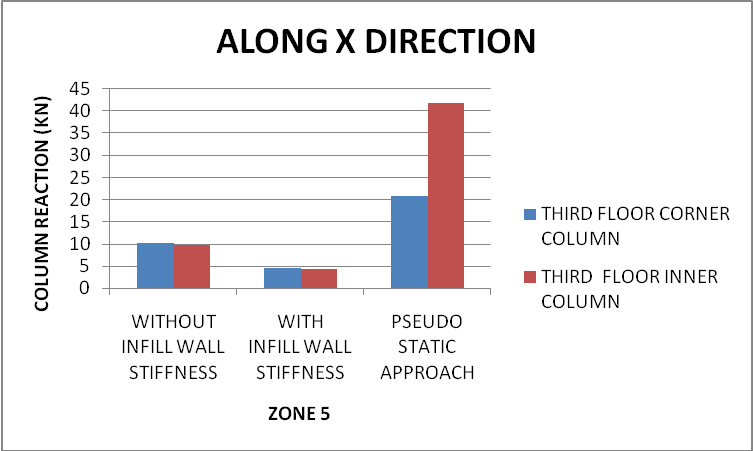 ALONG X DIRECTION
COLUMN REACTION (KN)
45
40
35
30
25
20
15
10
5
0
WITHOUT
INFILL WALL
STIFFNESS
WITH
INFILL WALL
STIFFNESS
PSEUDO
STATIC
APPROACH
ZONE 5
THIRD FLOOR CORNER
COLUMN
THIRD FLOOR INNER
COLUMN